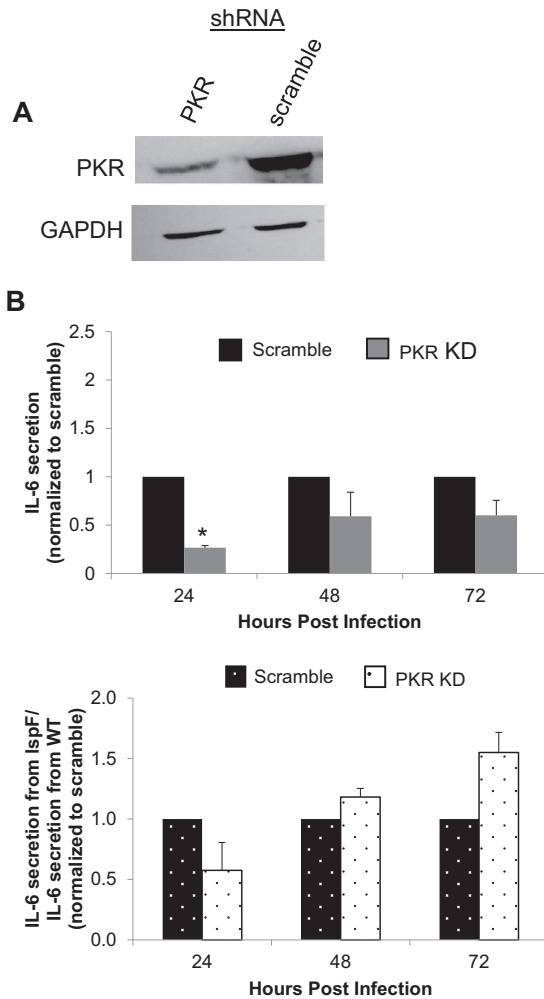 shRNA
PKR
scramble
A
PKR
GAPDH
B
2.5
2
1.5
1
0.5
0
Scramble
PKR KD
IL-6 secretion
(normalized to scramble)
*
24
48
72
Hours Post Infection
Scramble
PKR KD
2.0
1.5
1.0
0.5
0.0
IL-6 secretion from IspF/
IL-6 secretion from WT
(normalized to scramble)
24
48
72
Hours Post Infection